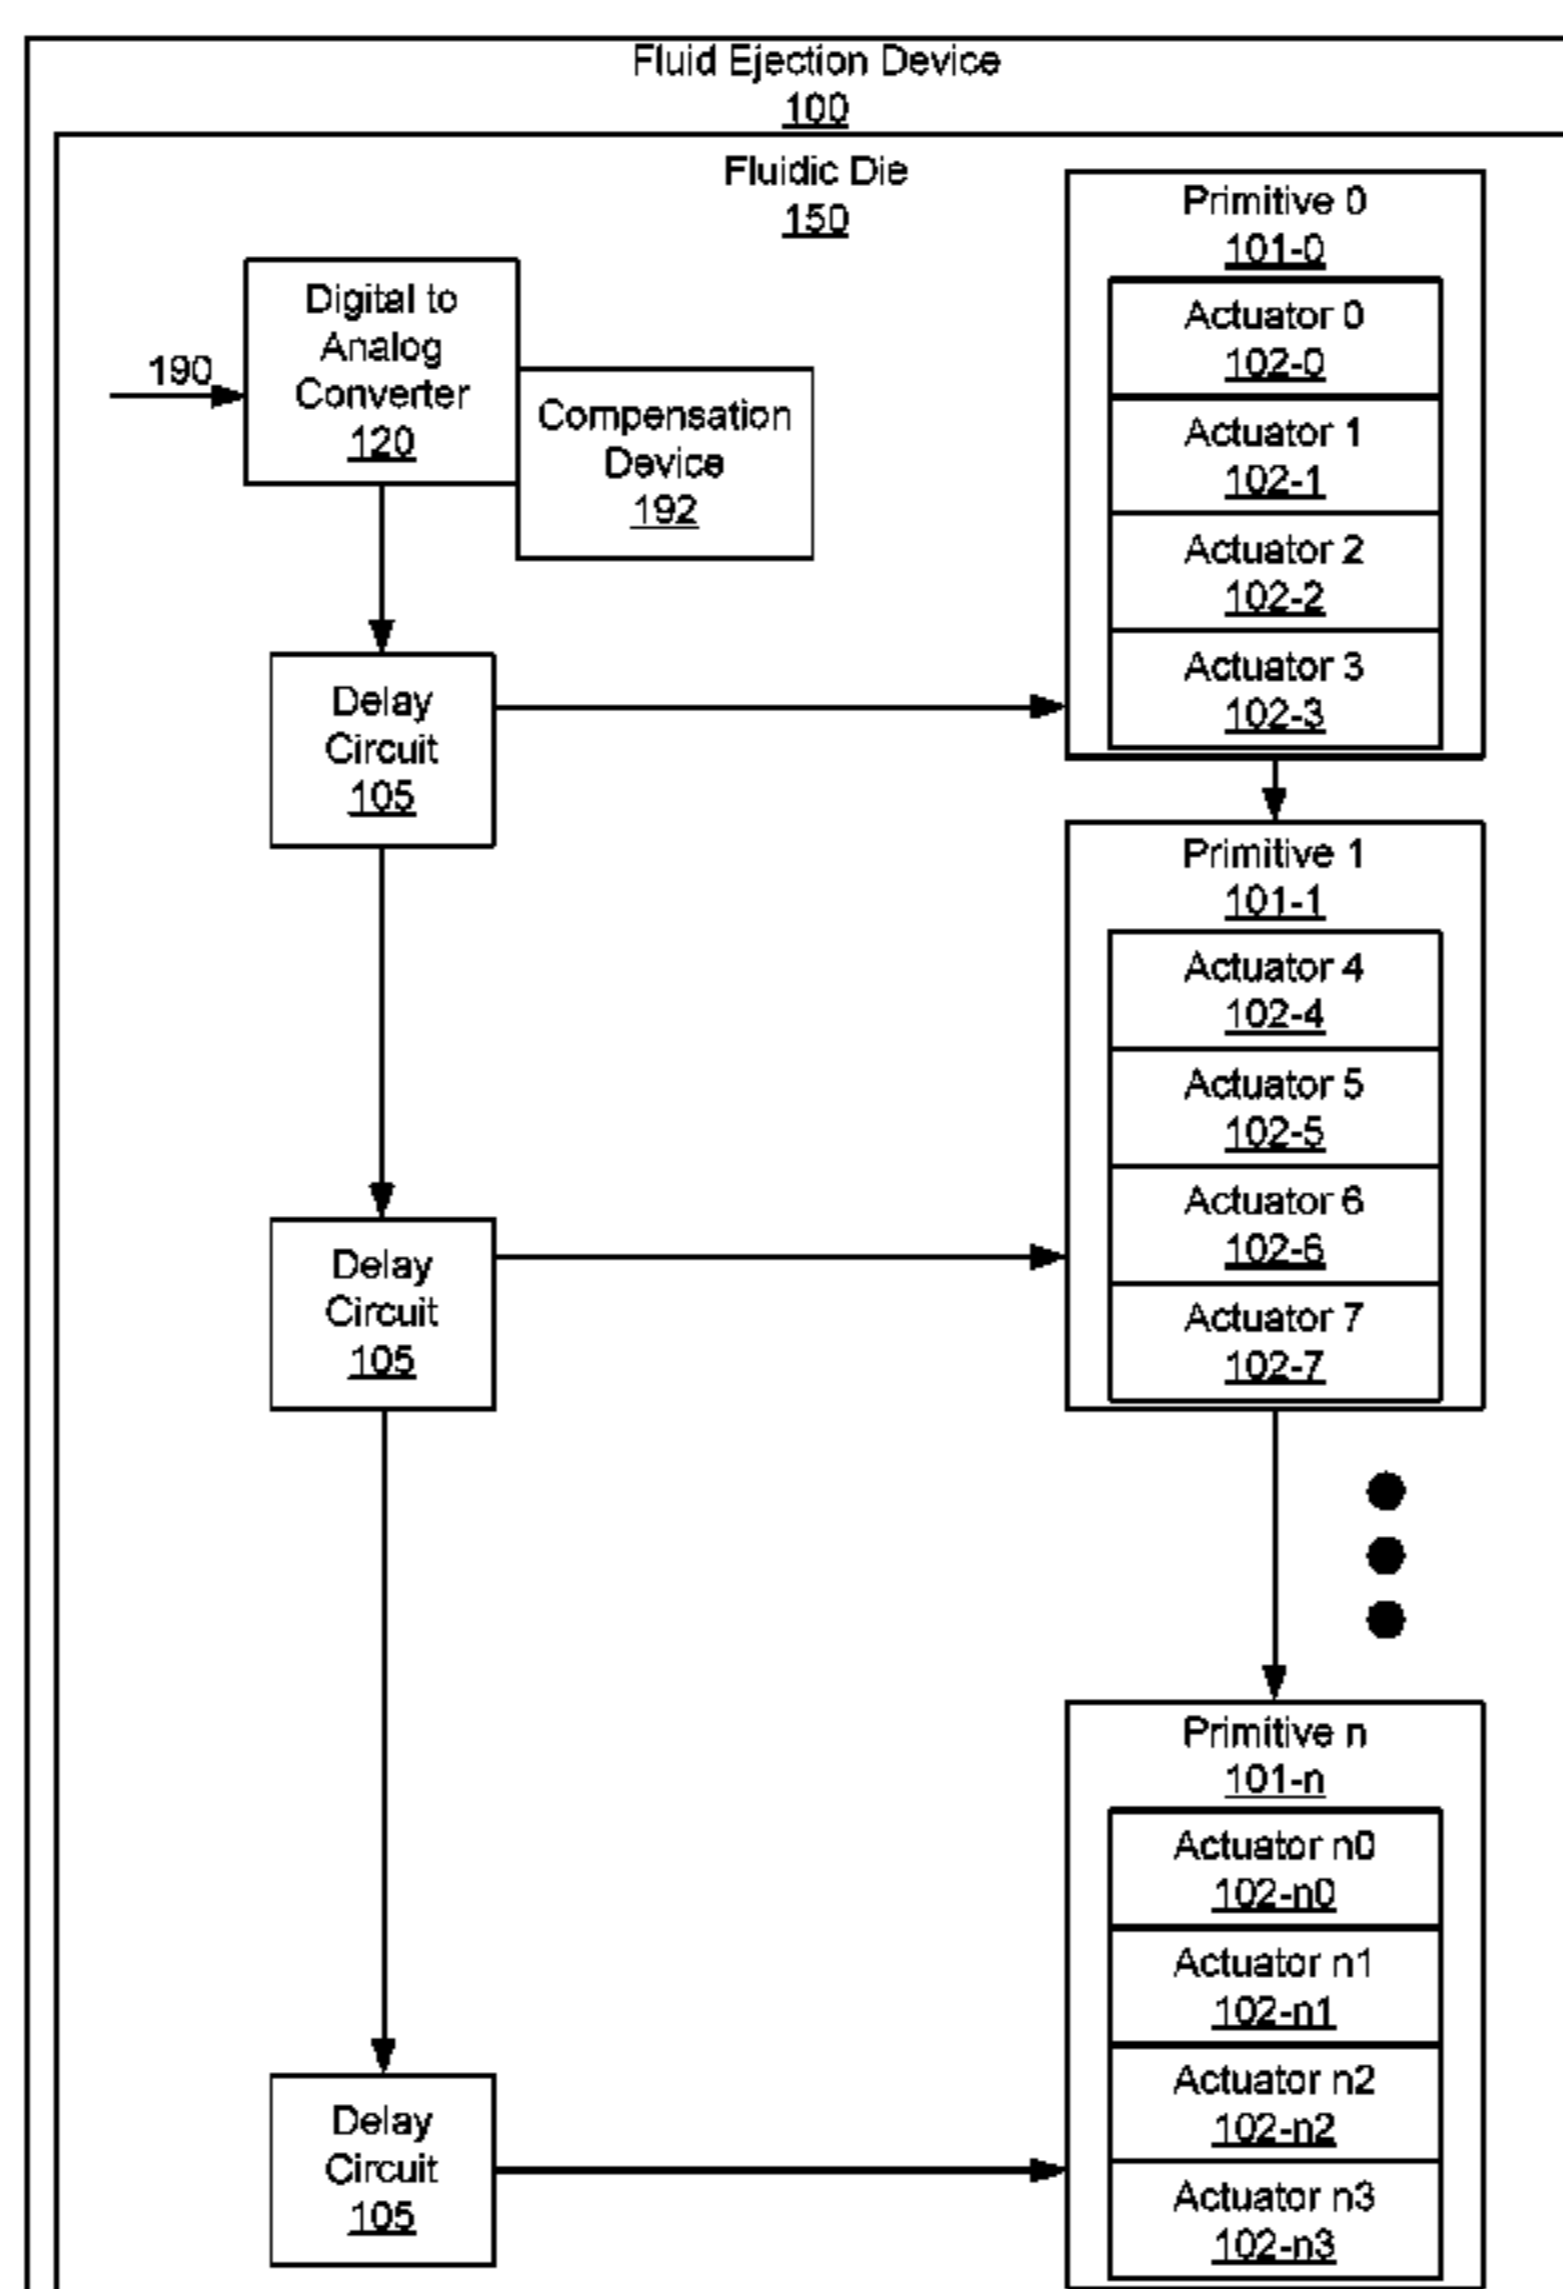 Fluid Ejection Device
100
Fluidic Die
150
Digital to
Analog
Converter
120
190
Compensation
Device
192
Delay
Circuit
105
Delay
Circuit
105
Delay
Circuit
105
Primitive 0
101-0
Actuator 0
102-0
Actuator 1
102-1
Actuator 2
102-2
Actuator 3
102-3
Primitive 1
101-1
Actuator 4
102-4
Actuator 5
102-5
Actuator 6
102-6
Actuator 7
102-7
Primitive n
101-n
Actuator n0
102-n0
Actuator n1
102-n1
Actuator n2
102-n2
Actuator n3
102-n3